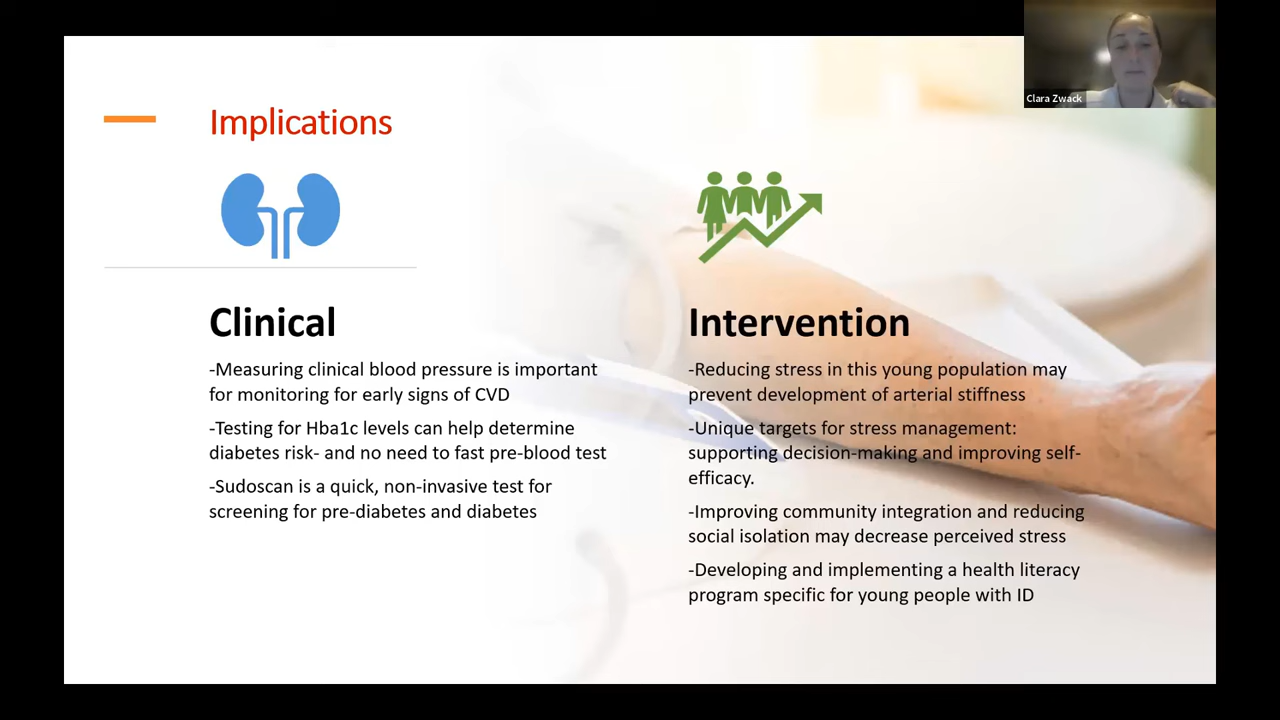 Clara Zwack
Implications
Clinical
-Measuring clinical blood pressure is important
for monitoring for early signs of CVD
-Testing for Hba1c levels can help determine
diabetes risk- and no need to fast pre-blood test
-Sudoscan is a quick, non-invasive test for
screening for pre-diabetes and diabetes
Intervention
-Reducing stress in this young population may
prevent development of arterial stiffness
-Unique targets for stress management:
supporting decision-making and improving self-
efficacy.
-Improving community integration and reducing
social isolation may decrease perceived stress
-Developing and implementing a health literacy
program specific for young people with ID